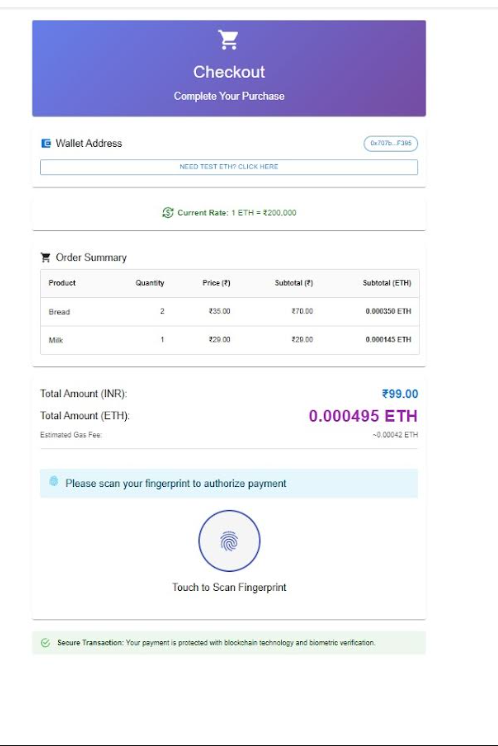 Checkout
Complete Your Purchase
Wallet Address 0x707b...F395
NEED TEST ETH? CLICK HERE
Current Rate: 1 ETH = ₹200,000
Order Summary
Product Quantity Price (₹) Subtotal (₹) Subtotal (ETH)
Bread 2 ₹35.00 ₹70.00 0.000350 ETH
Milk 1 ₹29.00 ₹29.00 0.000145 ETH
Total Amount (INR): ₹99.00
Total Amount (ETH): 0.000495 ETH
Estimated Gas Fee: ~0.00042 ETH
Please scan your fingerprint to authorize payment
Touch to Scan Fingerprint
Secure Transaction: Your payment is protected with blockchain technology and biometric verification.